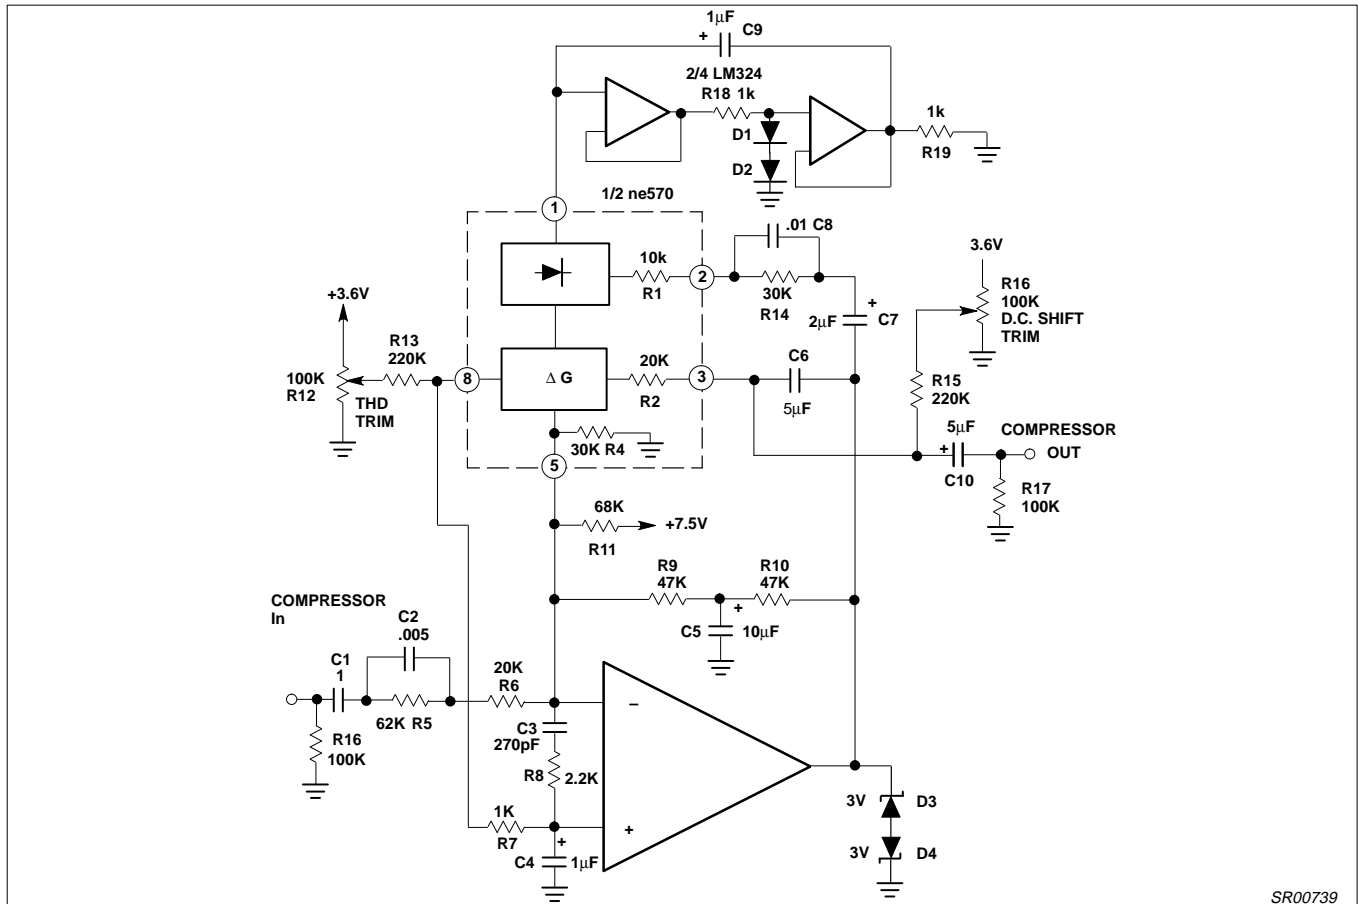 1μF
+
C9
2/4 LM324
R18 1k
D1
D2
1k
R19
1/2 ne570
1
.01 C8
10k
R1
2
30K
R14
+
2μF
C7
3.6V
R16
100K
D.C. SHIFT
TRIM
+3.6V
R13
220K
100K
R12
THD
TRIM
8
Δ G
20K
R2
3
C6
5μF
R15
220K
30K R4
5
5μF
+
C10
COMPRESSOR
OUT
R17
100K
68K
R11
+7.5V
R9
47K
R10
47K
+
C5
10μF
COMPRESSOR
In
C2
.005
C1
1
62K R5
20K
R6
R16
100K
C3
270pF
R8
2.2K
–
+
1K
R7
+
C4
1μF
3V
D3
3V
D4
SR00739